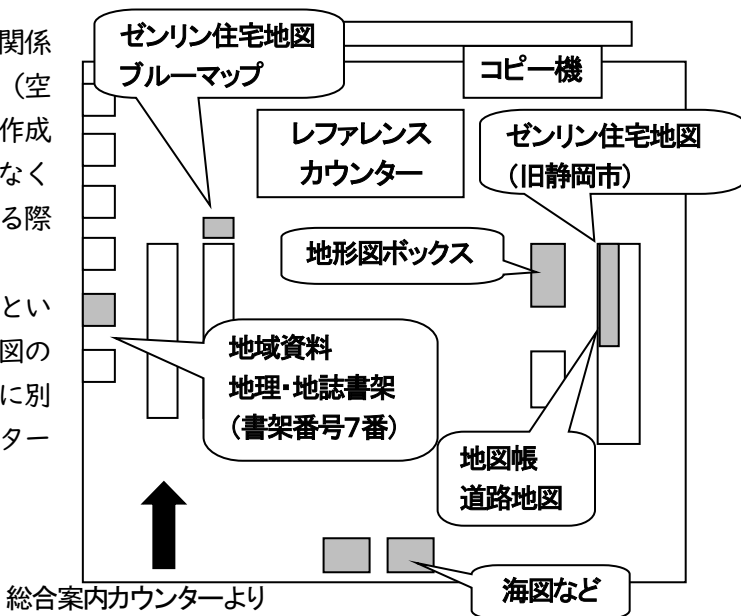 関係
（空
作成
なく
る際
とい
図の
に別
ター
ゼンリン住宅地図
ブルーマップ
コピー機
レファレンス
カウンター
ゼンリン住宅地図
（旧静岡市）
地形図ボックス
地域資料
地理・地誌書架
（書架番号7番）
地図帳
道路地図
海図など
総合案内カウンターより